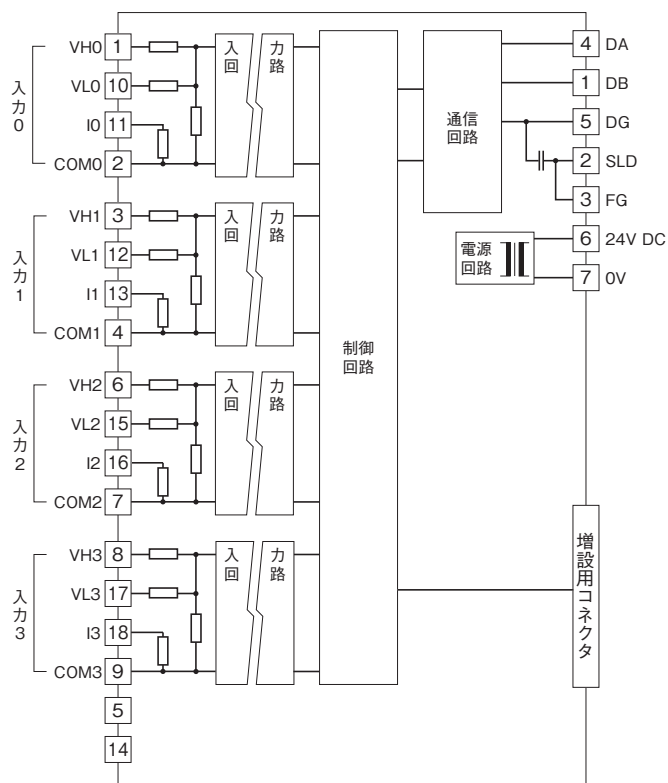 入力0
VH0 1
VL0 10
I0 11
COM0 2
入力1
VH1 3
VL1 12
I1 13
COM1 4
入力2
VH2 6
VL2 15
I2 16
COM2 7
入力3
VH3 8
VL3 17
I3 18
COM3 9
5
14
入回
力路
入回
力路
入回
力路
入回
力路
制御
回路
通信
回路
電源
回路
4 DA
1 DB
5 DG
2 SLD
3 FG
6 24V DC
7 0V
増設用コネクタ